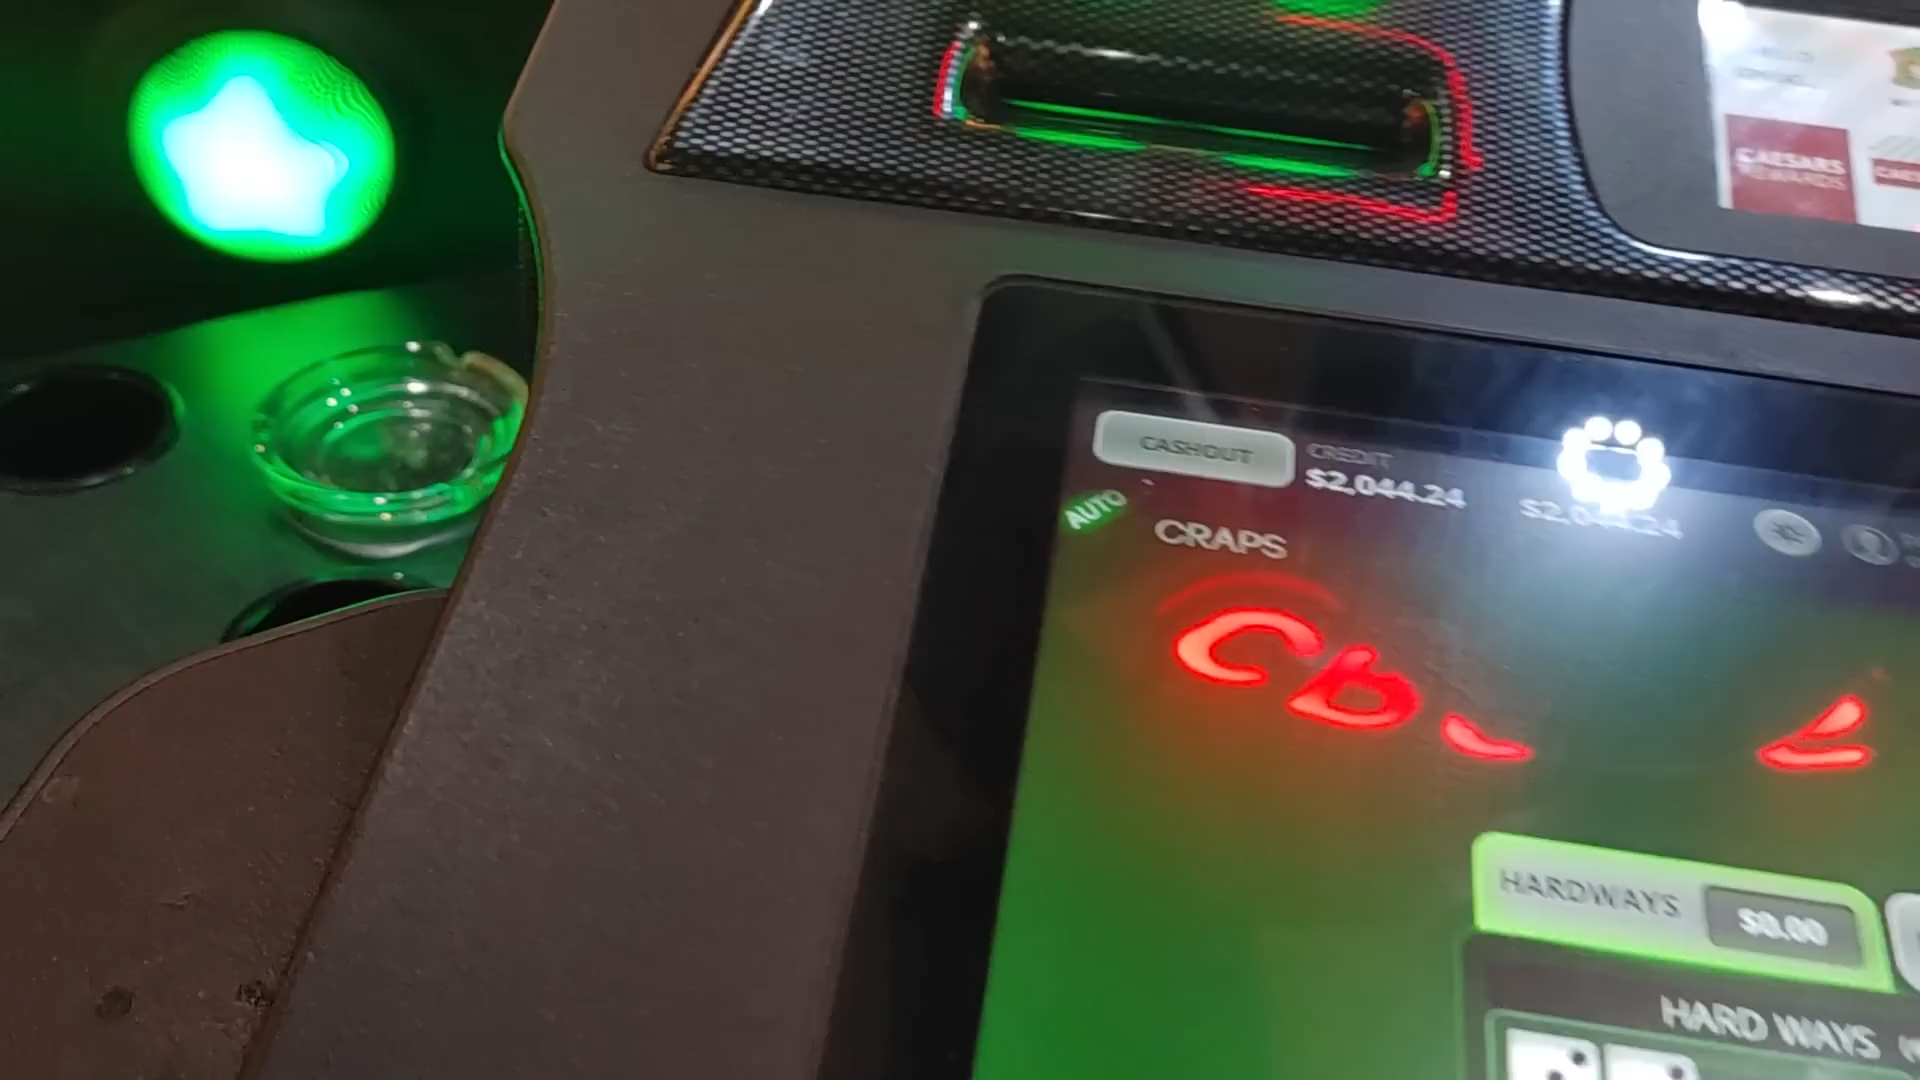 CAESARS
REWARDS
CASHOUT
CREDIT
$2,044.24
$2,044.24
AUTO
CRAPS
HARDWAYS
$0.00
HARD WAYS